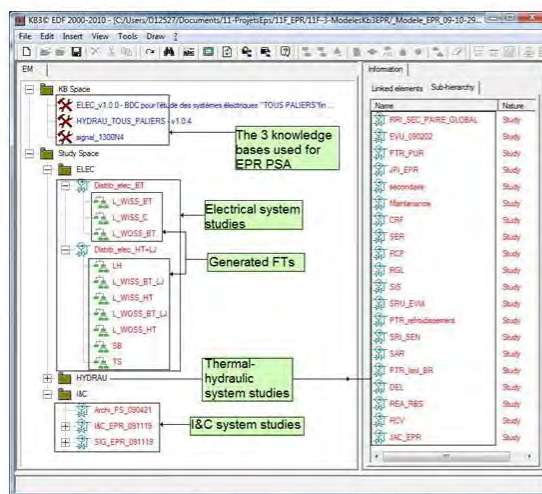 KB3© EDF 2000-2010 - [C:/Users/D12527/Documents/11-ProjetsEps/11F_EPR/11F-3-ModelesKb3EPR/_Modele_EPR_09-10-29...
File Edit Insert View Tools Draw ?
EM
KB Space
ELEC_v1.0.0 - BDC pour l'étude des systèmes électriques "TOUS PALIERS"fin ...
HYDRAU_TOUS_PALIERS - v1.0.4
signal_1300N4
The 3 knowledge
bases used for
EPR PSA
Study Space
ELEC
Distrib_elec_BT
L_WISS_BT
L_WISS_C
L_WOSS_BT
Electrical system
studies
Distrib_elec_HT+LJ
Generated FTs
LH
L_WISS_BT_LJ
L_WISS_HT
L_WOSS_BT_LJ
L_WOSS_HT
SB
TS
HYDRAU
Thermal-
hydraulic
system studies
I&C
Archi_FS_090421
I&C_EPR_091119
SIG_EPR_091119
I&C system studies
Information
Linked elements Sub-hierarchy
Name Nature
RRI_SEC_PAIRE_GLOBAL Study
EVU_090202 Study
PTR_PUR Study
JPI_EPR Study
secondaire Study
Maintenance Study
CRF Study
SER Study
RCP Study
RGL Study
SIS Study
SRU_EVUi Study
PTR_refroidissement Study
SRI_SEN Study
SAR Study
PTR_isol_BR Study
DEL Study
REA_RBS Study
RCV Study
JAC_EPR Study